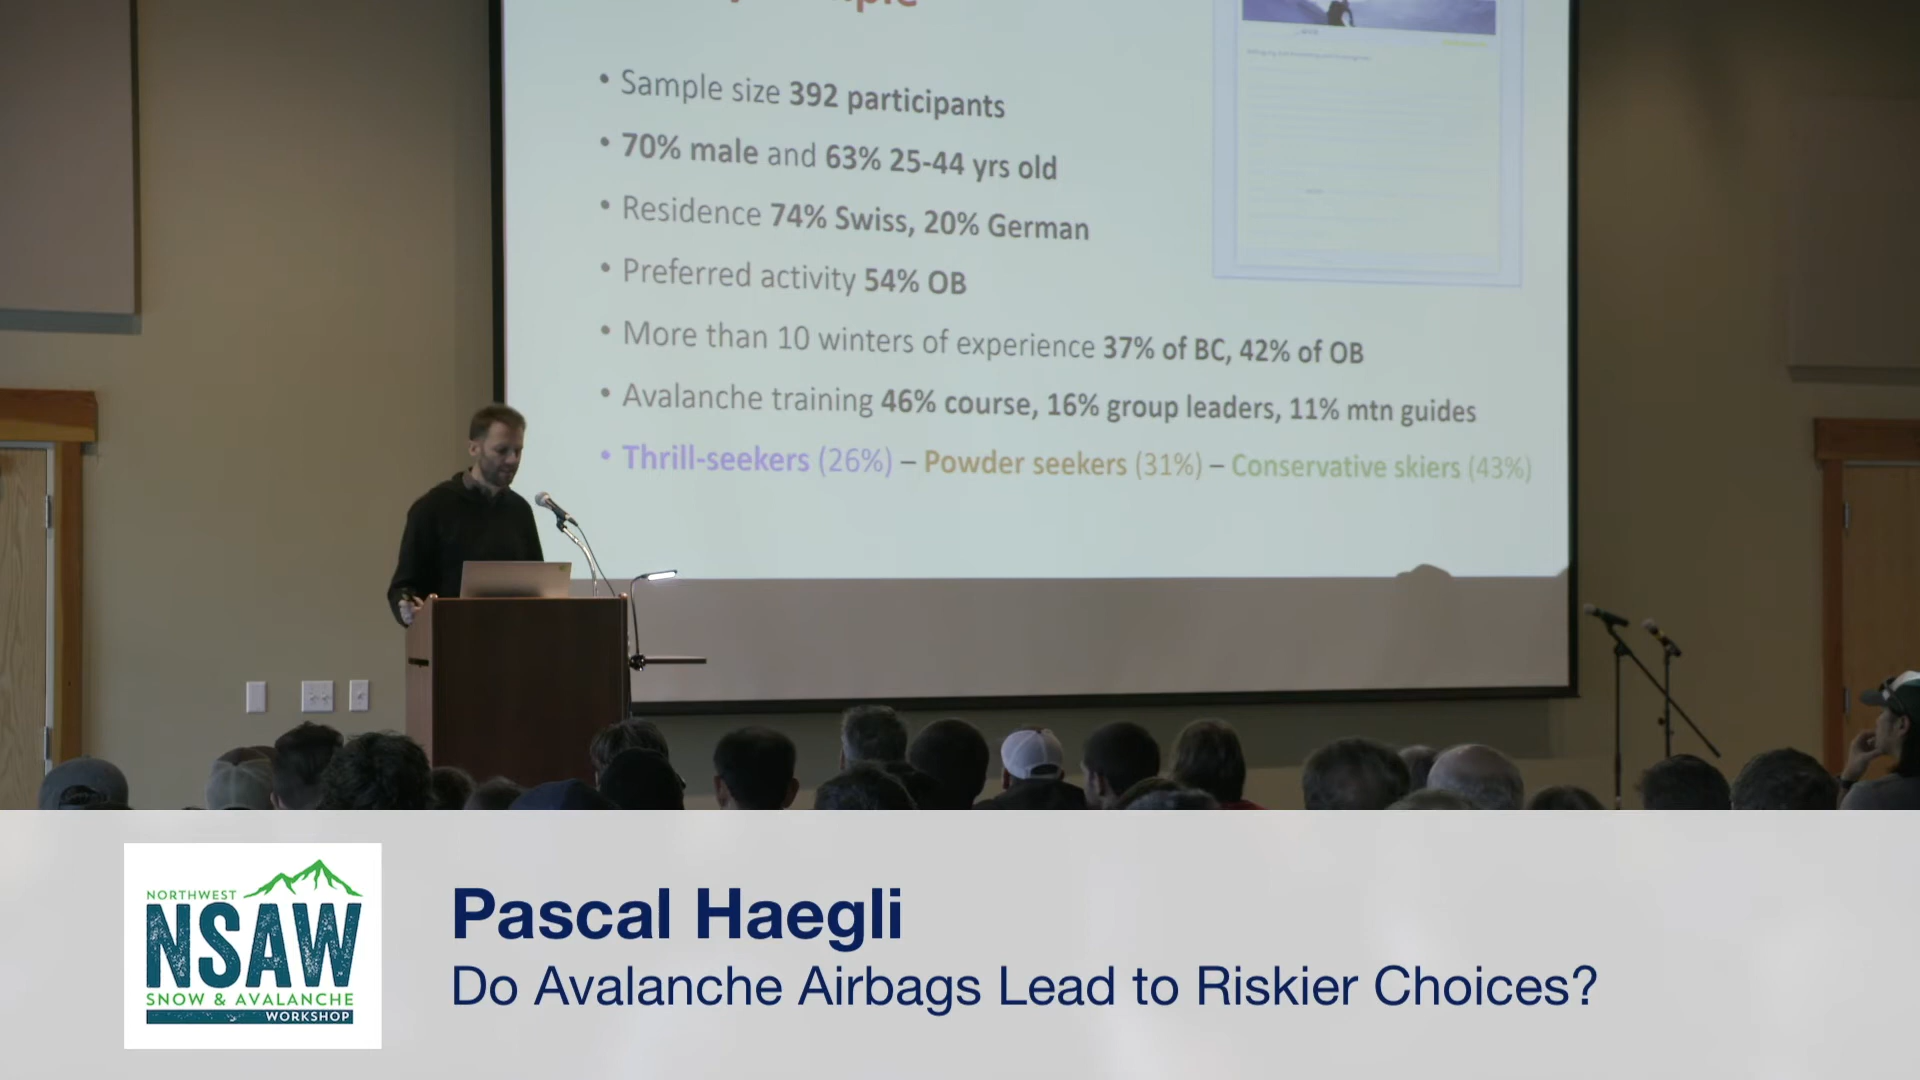 • Sample size 392 participants
• 70% male and 63% 25-44 yrs old
• Residence 74% Swiss, 20% German
• Preferred activity 54% OB
• More than 10 winters of experience 37% of BC, 42% of OB
• Avalanche training 46% course, 16% group leaders, 11% mtn guides
• Thrill-seekers (26%) – Powder seekers (31%) – Conservative skiers (43%)
NORTHWEST
NSAW
SNOW & AVALANCHE
WORKSHOP
Pascal Haegli
Do Avalanche Airbags Lead to Riskier Choices?